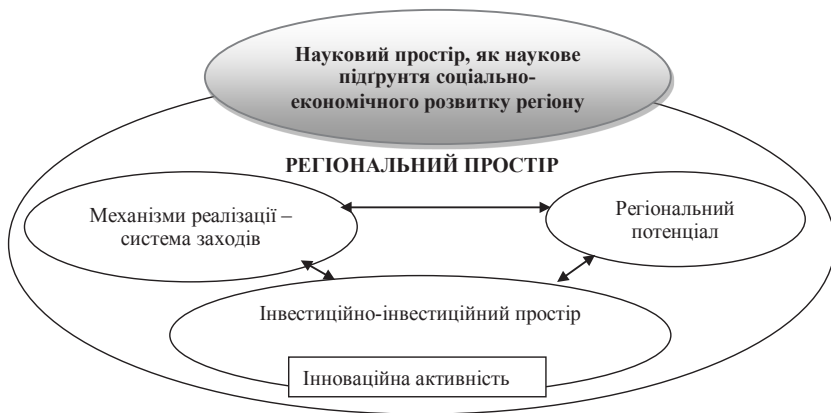 Науковий простір, як наукове
підґрунтя соціально-
економічного розвитку регіону
РЕГІОНАЛЬНИЙ ПРОСТІР
Механізми реалізації –
система заходів
Регіональний
потенціал
Інвестиційно-інвестиційний простір
Інноваційна активність